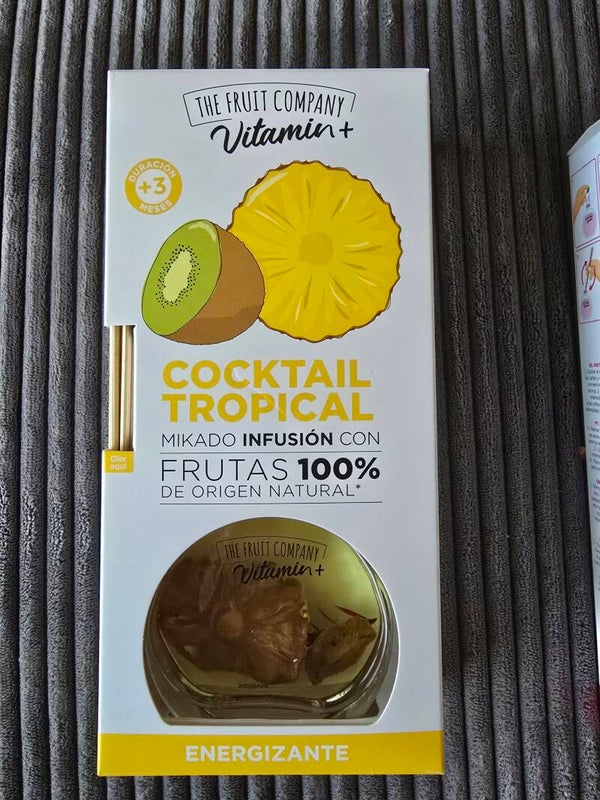 THE FRUIT COMPANY
Vitamin+
DURACIÓN
+3
MESES
COCKTAIL
TROPICAL
MIKADO INFUSIÓN CON
FRUTAS 100%
DE ORIGEN NATURAL*
Oler
aquí
THE FRUIT COMPANY
Vitamin+
ENERGIZANTE